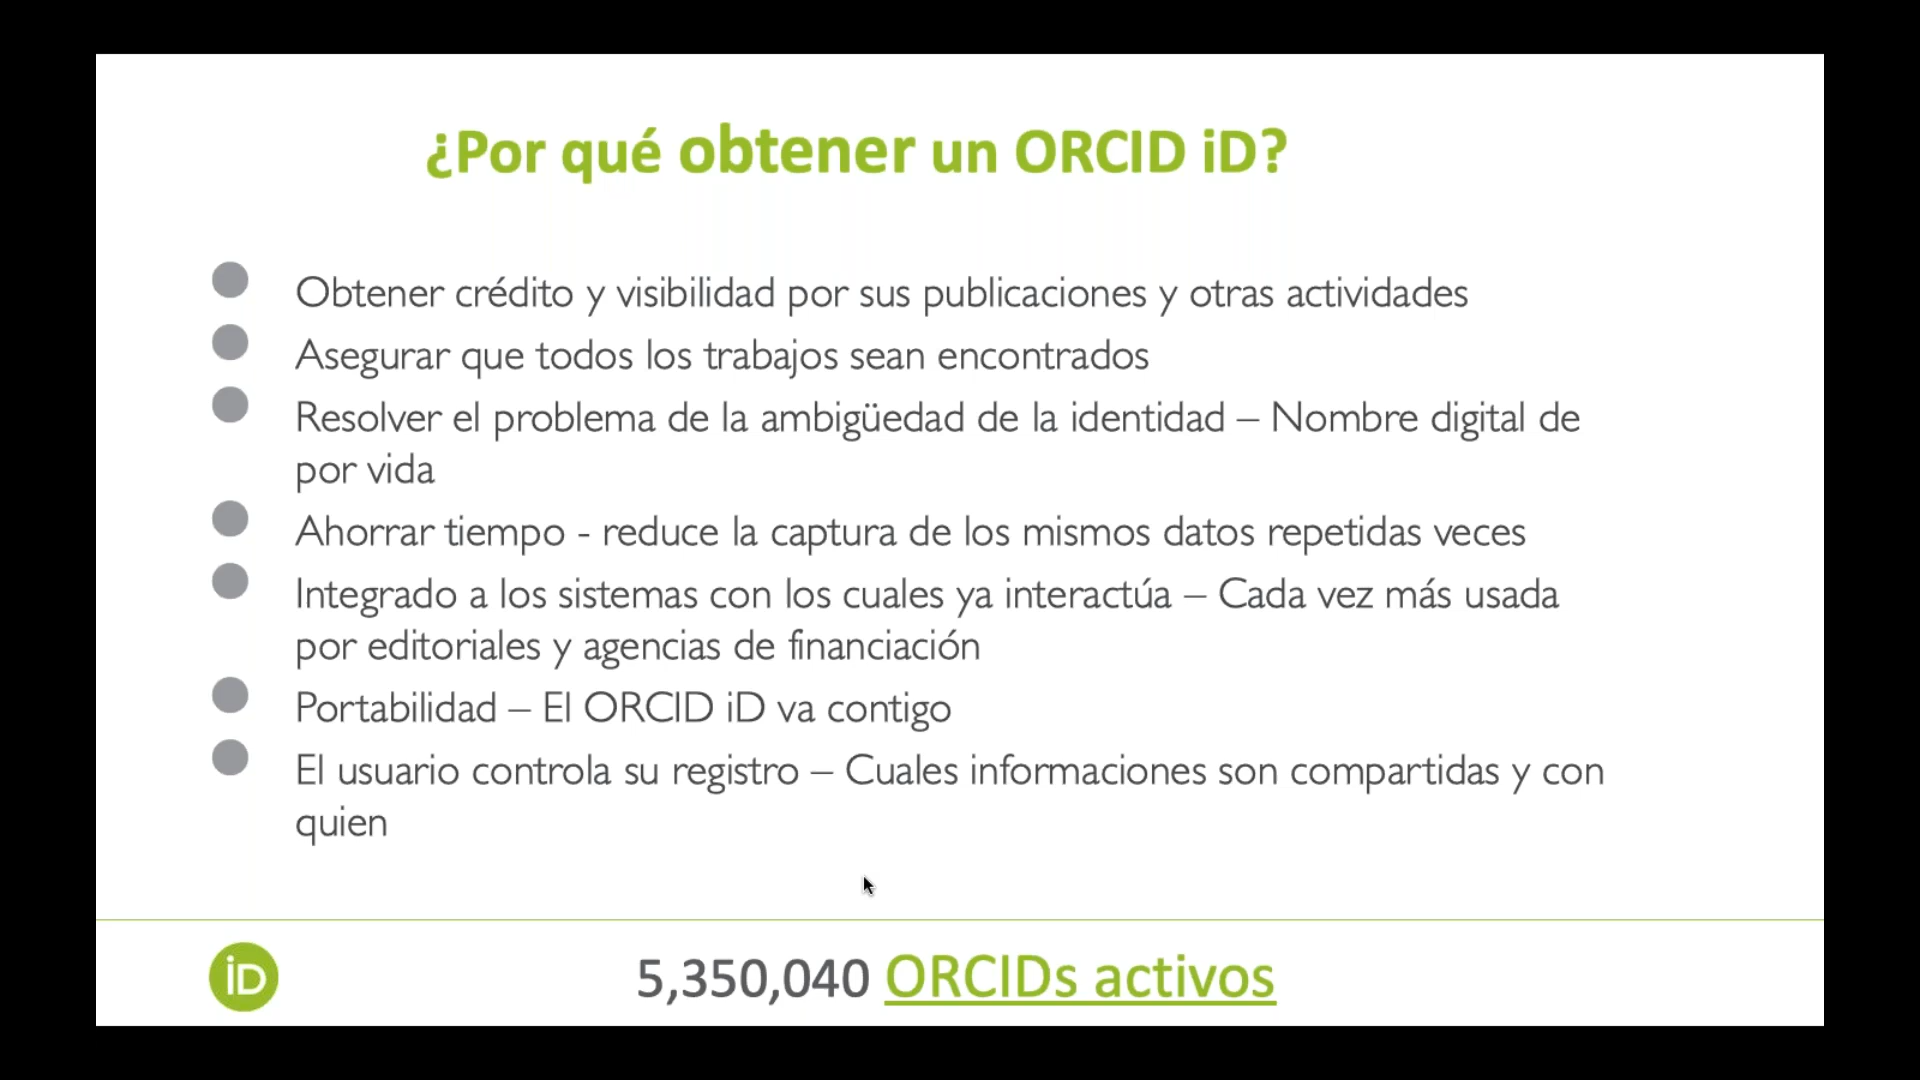 ¿Por qué obtener un ORCID iD?
Obtener crédito y visibilidad por sus publicaciones y otras actividades
Asegurar que todos los trabajos sean encontrados
Resolver el problema de la ambigüedad de la identidad – Nombre digital de
por vida
Ahorrar tiempo - reduce la captura de los mismos datos repetidas veces
Integrado a los sistemas con los cuales ya interactúa – Cada vez más usada
por editoriales y agencias de financiación
Portabilidad – El ORCID iD va contigo
El usuario controla su registro – Cuales informaciones son compartidas y con
quien
iD
5,350,040 ORCIDs activos